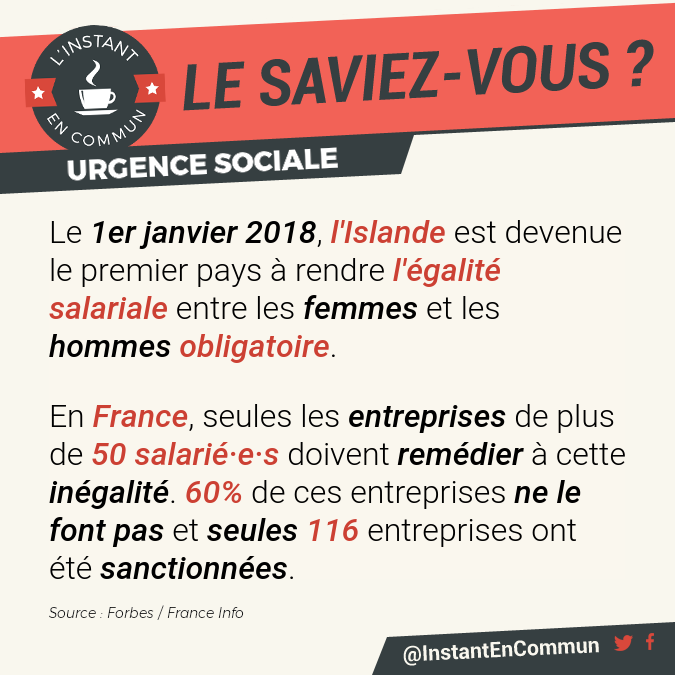 L'INSTANT
EN COMMUN
LE SAVIEZ-VOUS ?
URGENCE SOCIALE
Le 1er janvier 2018, l'Islande est devenue
le premier pays à rendre l'égalité
salariale entre les femmes et les
hommes obligatoire.
En France, seules les entreprises de plus
de 50 salarié·e·s doivent remédier à cette
inégalité. 60% de ces entreprises ne le
font pas et seules 116 entreprises ont
été sanctionnées.
Source : Forbes / France Info
@InstantEnCommun